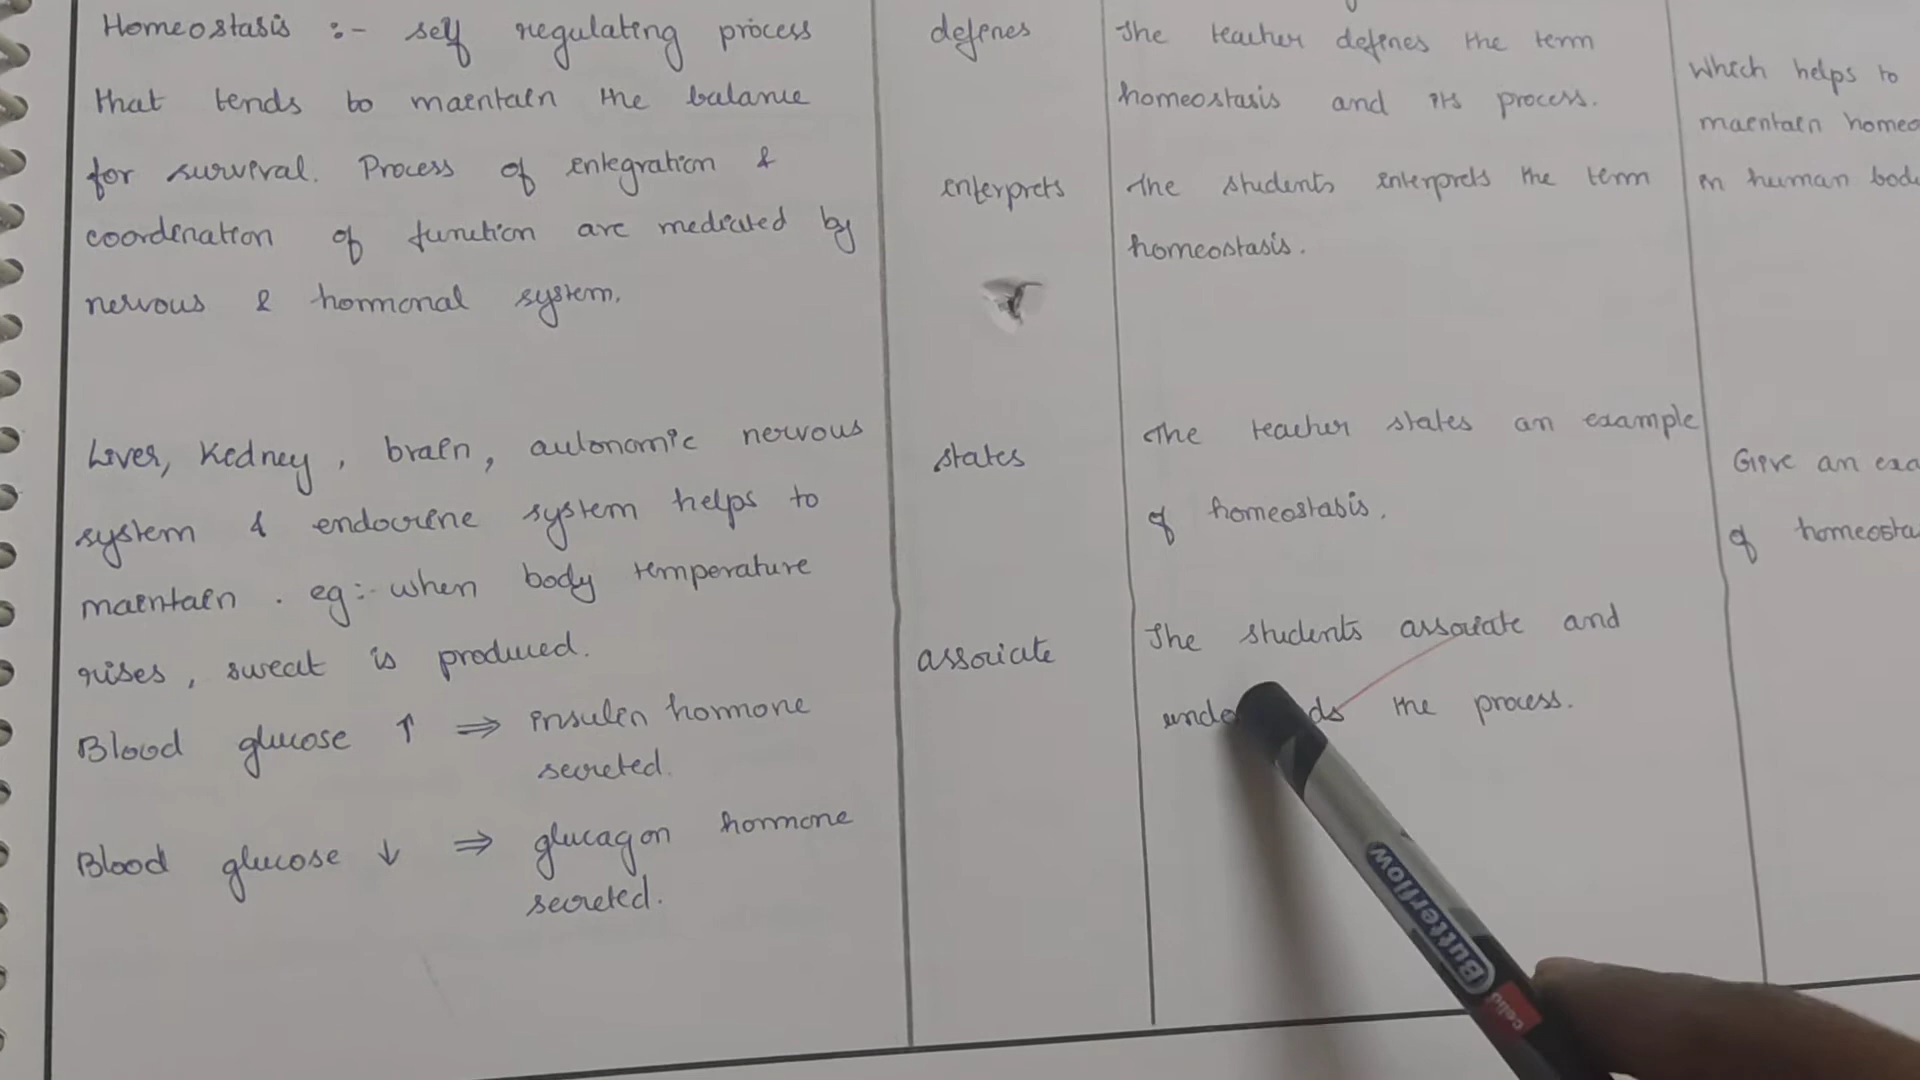 Homeostasis :- self regulating process
that tends to maintain the balance
for survival. Process of integration &
coordination of function are mediated by
nervous & hormonal system.
Liver, Kidney, brain, autonomic nervous
system & endocrine system helps to
maintain. eg:- when body temperature
rises, sweat is produced.
Blood glucose ↑ ⇒ insulin hormone
secreted.
Blood glucose ↓ ⇒ glucagon hormone
secreted.
defines
interprets
states
associate
The teacher defines the term
homeostasis and its process.
The students interprets the term
homeostasis.
The teacher states an example
of homeostasis.
The students associate and
the process.
Which helps to
maintain
in human
Give an
of
Butterflow
cello